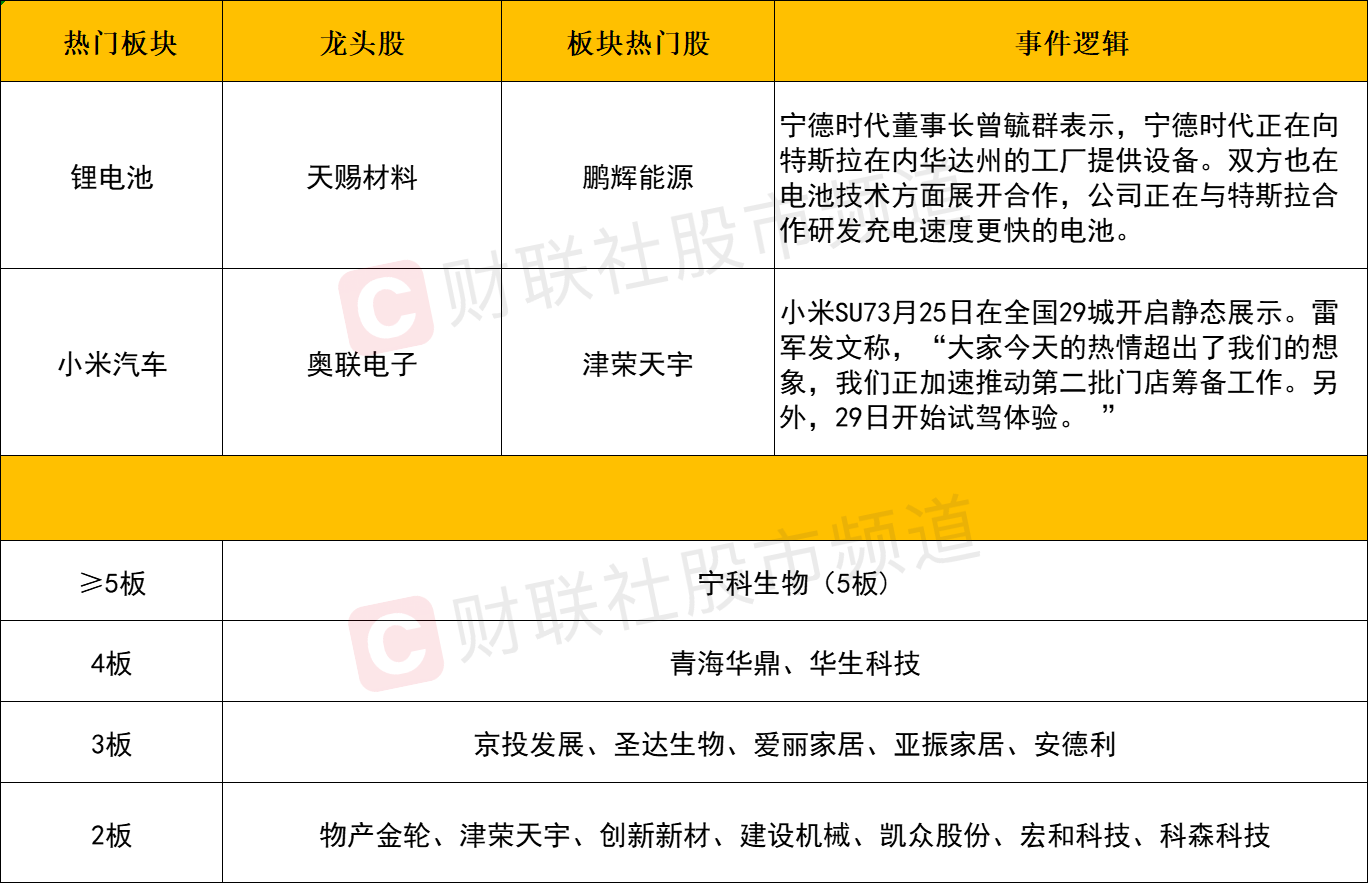 热门板块 龙头股 板块热门股 事件逻辑
锂电池 天赐材料 鹏辉能源
宁德时代董事长曾毓群表示，宁德时代正在向
特斯拉在内华达州的工厂提供设备。双方也在
电池技术方面展开合作，公司正在与特斯拉合
作研发充电速度更快的电池。
小米汽车 奥联电子 津荣天宇
小米SU73月25日在全国29城开启静态展示。雷
军发文称，“大家今天的热情超出了我们的想
象，我们正加速推动第二批门店筹备工作。另
外，29日开始试驾体验。 ”
≥5板 宁科生物（5板）
4板 青海华鼎、华生科技
3板 京投发展、圣达生物、爱丽家居、亚振家居、安德利
2板 物产金轮、津荣天宇、创新新材、建设机械、凯众股份、宏和科技、科森科技
C 财联社股市频道
C 财联社股市频道